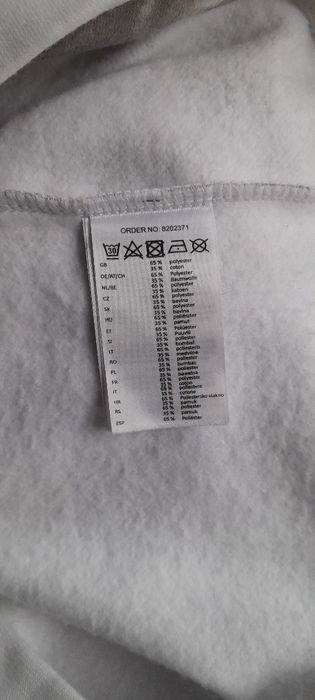 ORDER NO: 8202371
30
GB 65 % polyester
35 % cotton
DE/AT/CH 65 % Polyester
35 % Baumwolle
NL/BE 65 % polyester
35 % katoen
CZ 65 % polyester
35 % bavlna
SK 65 % polyester
35 % bavlna
HU 65 % poliészter
35 % pamut
EE 65 % Polüester
35 % Puuvill
SI 65 % poliester
35 % bombaž
LT 65 % poliesteris
35 % medvilnė
RO 65 % poliester
35 % bumbac
PL 65 % poliester
35 % bawełna
FR 65 % polyester
35 % coton
IT 65 % poliestere
35 % cotone
HR 65 % Poliestersko vlakno
35 % pamuk
RS 65 % poliester
35 % pamuk
ESP 65 % Poliéster